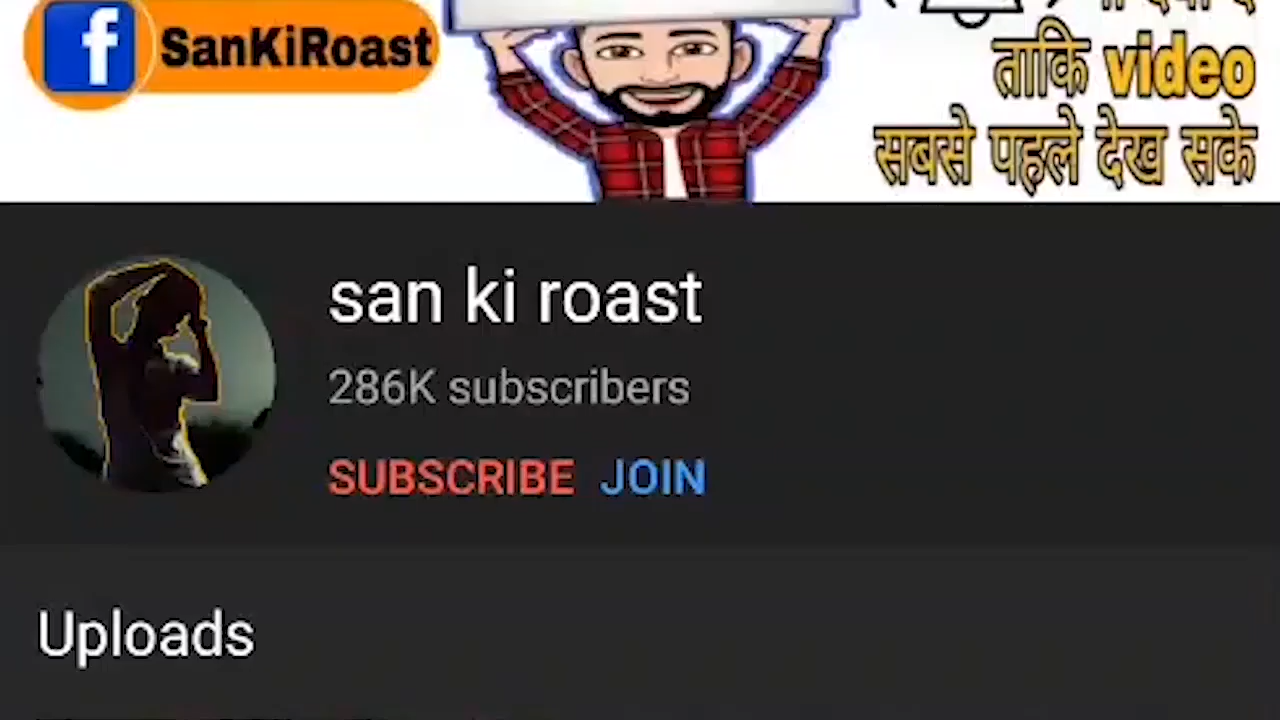 f SanKiRoast
ताकि video
सबसे पहले देख सके
san ki roast
286K subscribers
SUBSCRIBE JOIN
Uploads